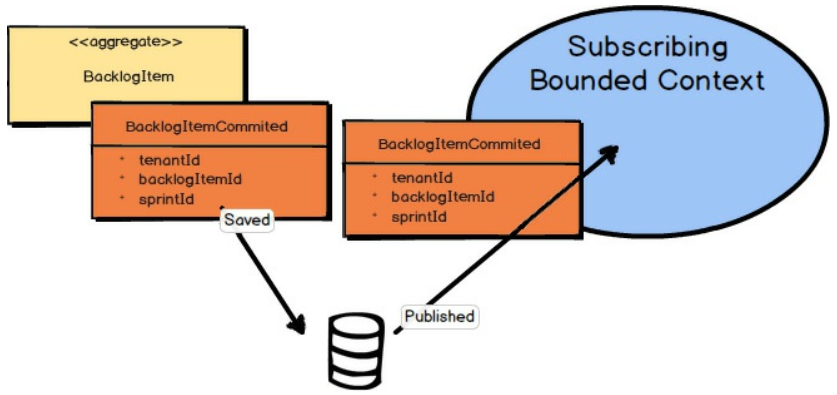 <<aggregate>>
BacklogItem
BacklogItemCommited
tenantId
backlogItemId
sprintId
Saved
BacklogItemCommited
tenantId
backlogItemId
sprintId
Subscribing
Bounded Context
Published